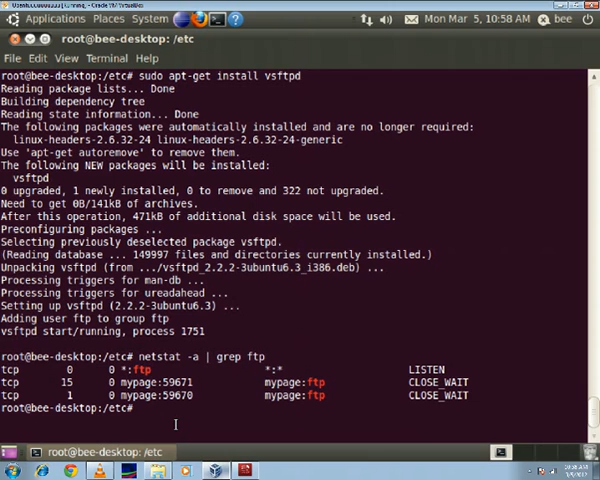 Applications Places System
Mon Mar 5, 10:58 AM bee
root@bee-desktop: /etc
File Edit View Terminal Help
root@bee-desktop:/etc# sudo apt-get install vsftpd
Reading package lists... Done
Building dependency tree
Reading state information... Done
The following packages were automatically installed and are no longer required:
linux-headers-2.6.32-24 linux-headers-2.6.32-24-generic
Use 'apt-get autoremove' to remove them.
The following NEW packages will be installed:
vsftpd
0 upgraded, 1 newly installed, 0 to remove and 322 not upgraded.
Need to get 0B/141kB of archives.
After this operation, 471kB of additional disk space will be used.
Preconfiguring packages ...
Selecting previously deselected package vsftpd.
(Reading database ... 149997 files and directories currently installed.)
Unpacking vsftpd (from .../vsftpd_2.2.2-3ubuntu6.3_i386.deb) ...
Processing triggers for man-db ...
Processing triggers for ureadahead ...
Setting up vsftpd (2.2.2-3ubuntu6.3) ...
Adding user ftp to group ftp
vsftpd start/running, process 1751
root@bee-desktop:/etc# netstat -a | grep ftp
tcp 0 0 *:ftp *:* LISTEN
tcp 15 0 mypage:59671 mypage:ftp CLOSE_WAIT
tcp 1 0 mypage:59670 mypage:ftp CLOSE_WAIT
root@bee-desktop:/etc#
root@bee-desktop: /etc
10:58 AM